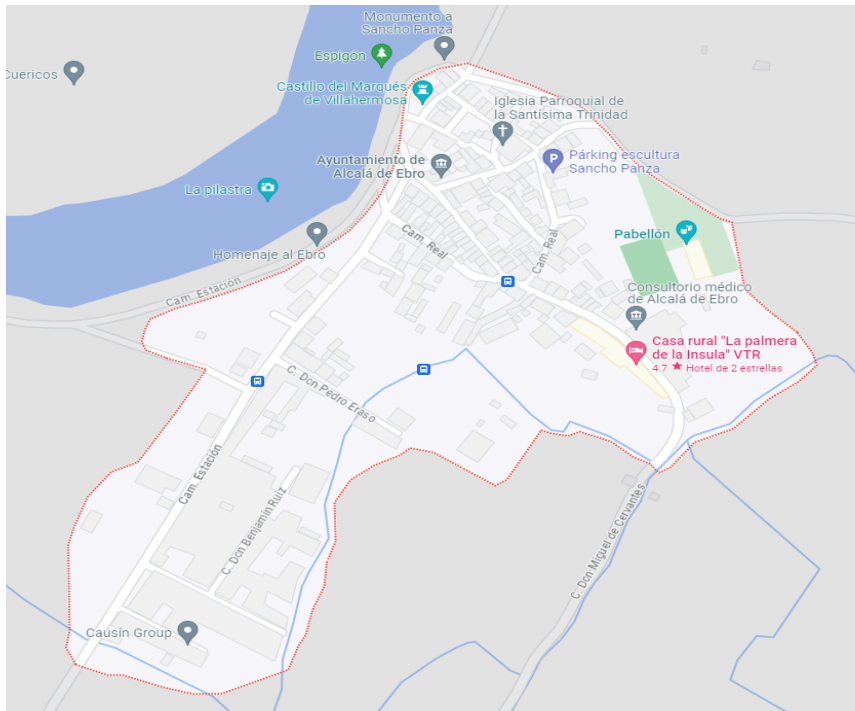 Monumento a
Sancho Panza
Espigón
Cuericos
Castillo del Marqués
de Villahermosa
Iglesia Parroquial de
la Santísima Trinidad
Ayuntamiento de
Alcalá de Ebro
P
Párking escultura
Sancho Panza
La pilastra
Homenaje al Ebro
Cam. Real
Cam. Real
Pabellón
Cam. Estación
Consultorio médico
de Alcalá de Ebro
Casa rural "La palmera
de la Insula" VTR
4.7 ★ Hotel de 2 estrellas
C. Don Pedro Eraso
Cam. Estación
C. Don Benjamín Ruiz
C. Don Miguel de Cervantes
Causín Group